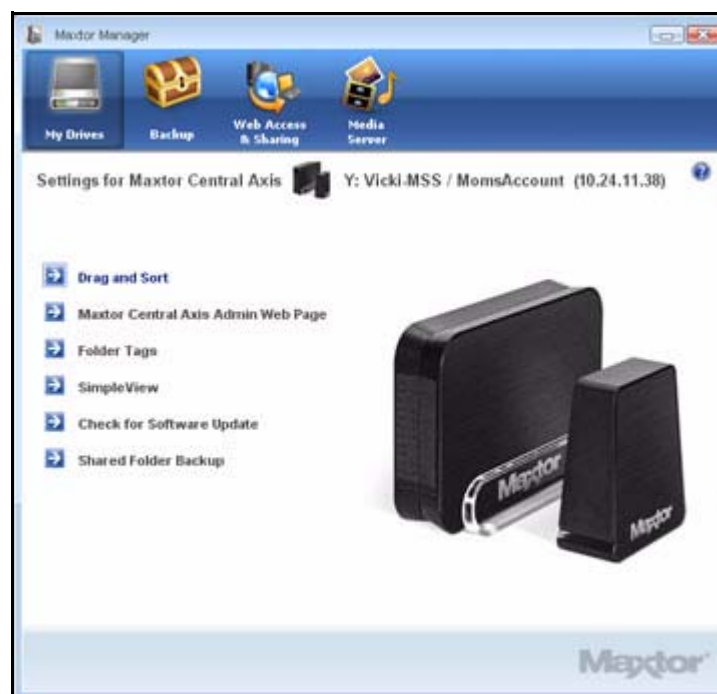 Maxtor Manager
My Drives
Backup
Web Access
& Sharing
Media
Server
Settings for Maxtor Central Axis Y: Vicki-MSS / MomsAccount (10.24.11.38)
Drag and Sort
Maxtor Central Axis Admin Web Page
Folder Tags
SimpleView
Check for Software Update
Shared Folder Backup
Maxtor
Maxtor
Maxtor